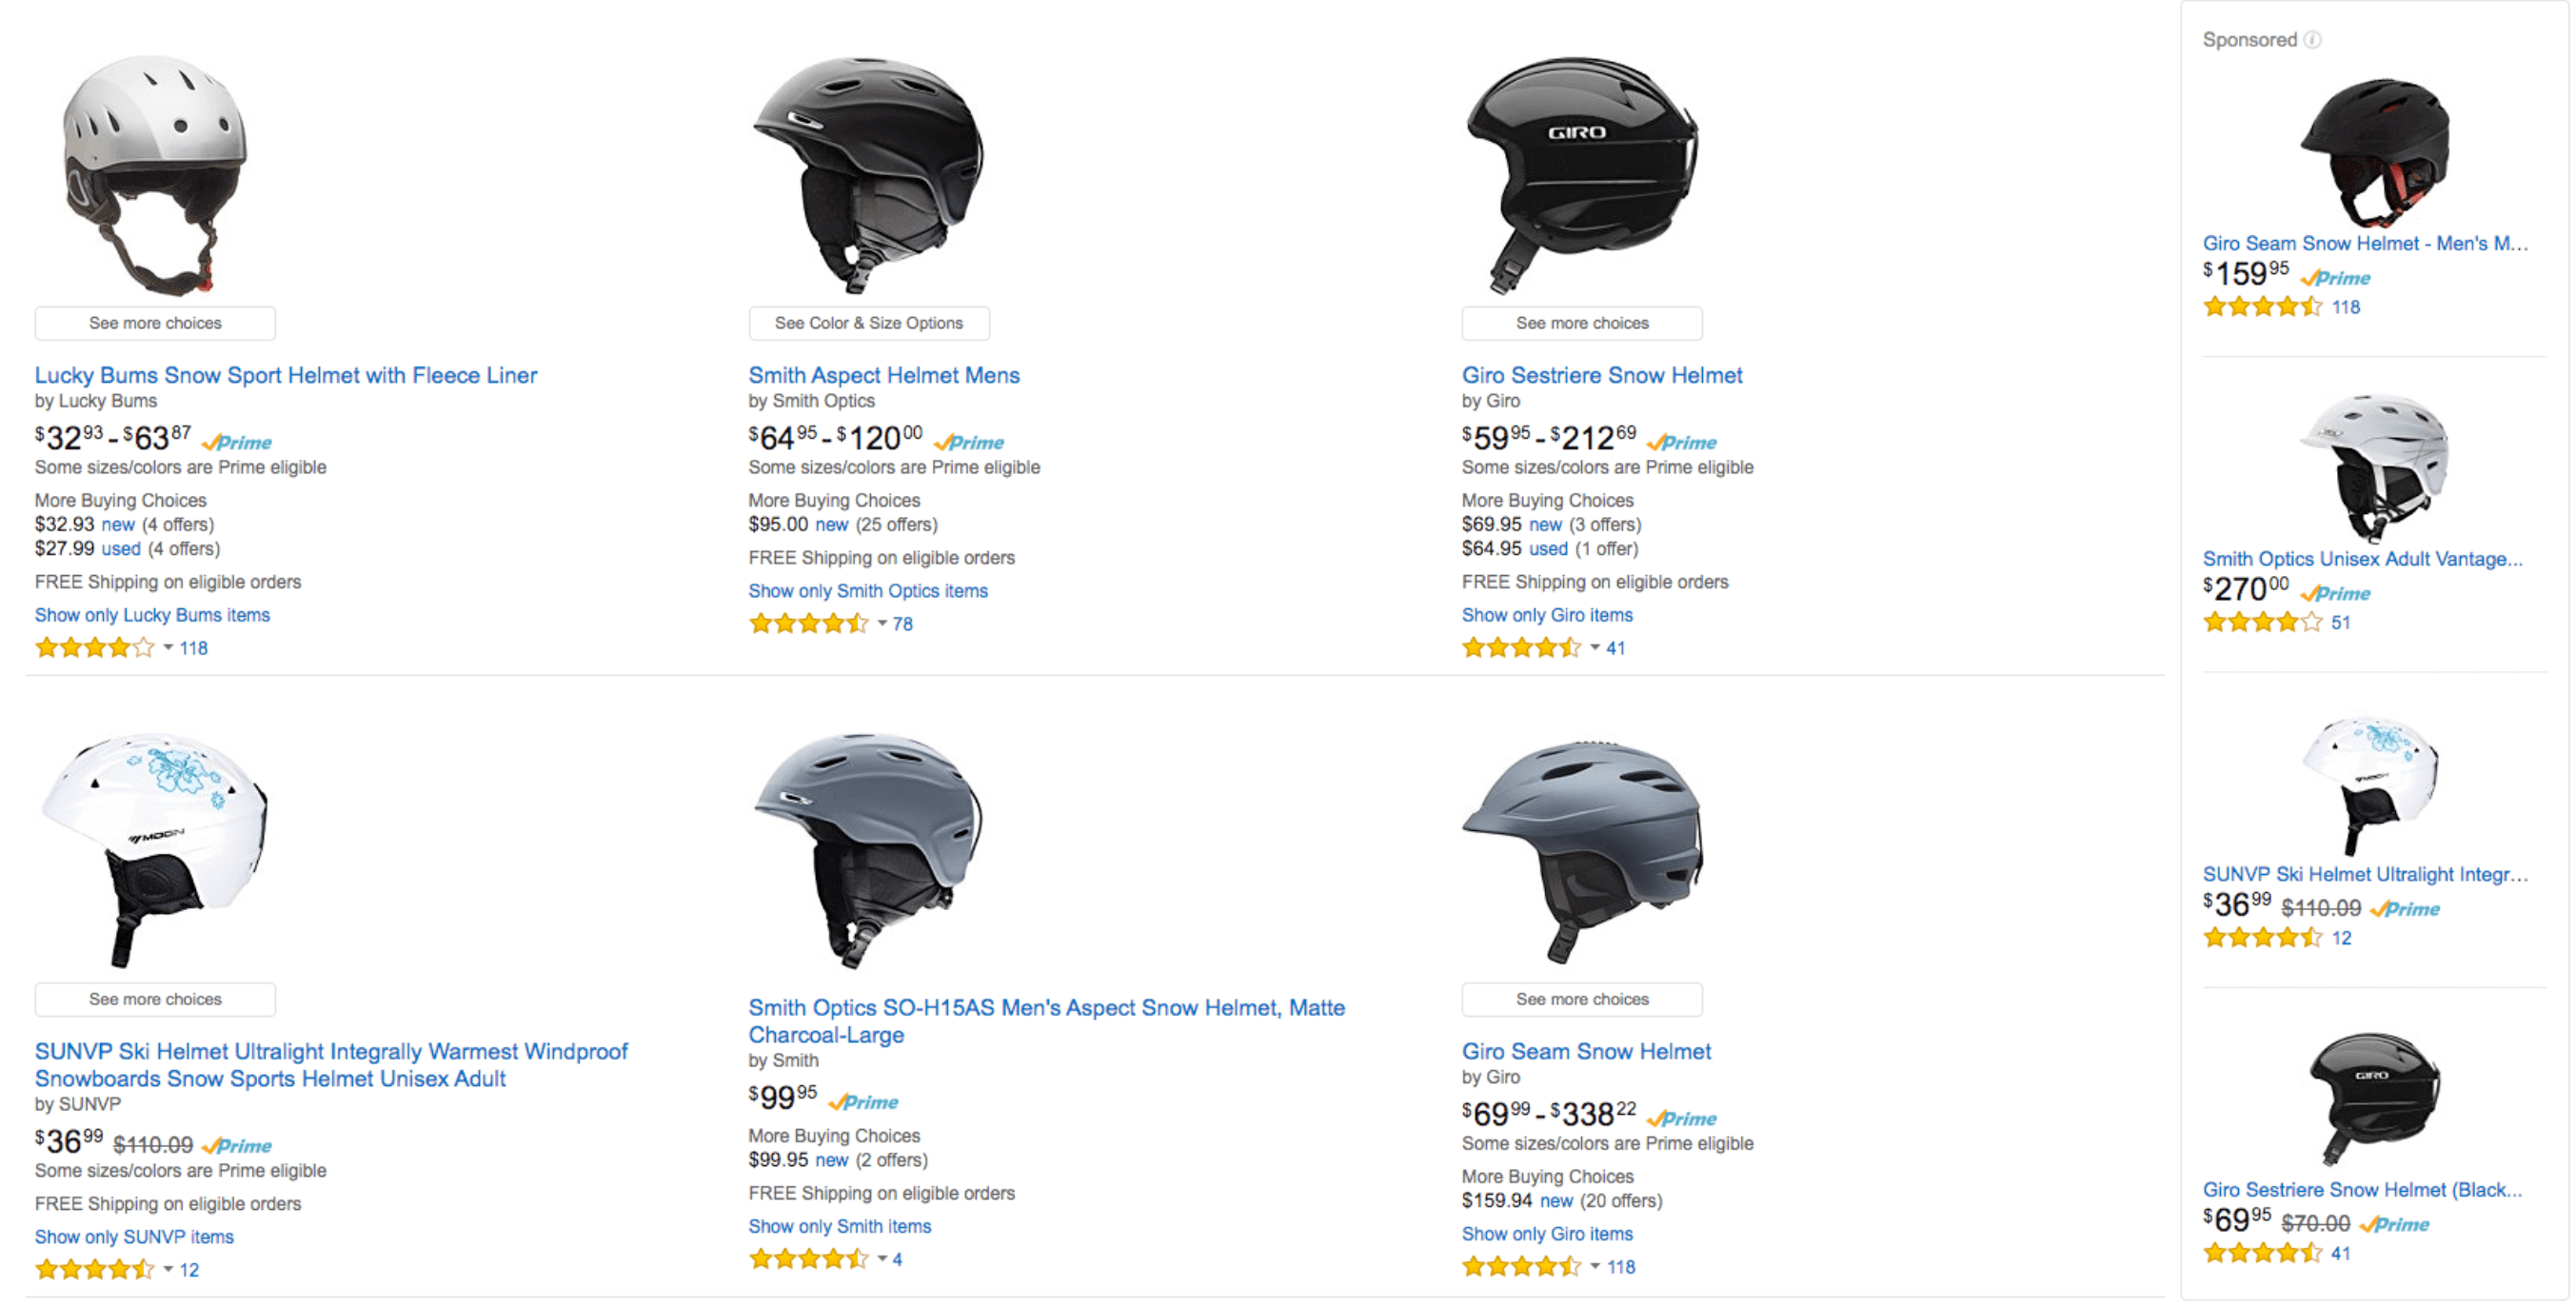 GIRO
See more choices
Lucky Bums Snow Sport Helmet with Fleece Liner
by Lucky Bums
$32.93 - $63.87 Prime
Some sizes/colors are Prime eligible
More Buying Choices
$32.93 new (4 offers)
$27.99 used (4 offers)
FREE Shipping on eligible orders
Show only Lucky Bums items
118
See Color & Size Options
Smith Aspect Helmet Mens
by Smith Optics
$64.95 - $120.00 Prime
Some sizes/colors are Prime eligible
More Buying Choices
$95.00 new (25 offers)
FREE Shipping on eligible orders
Show only Smith Optics items
78
See more choices
Giro Sestriere Snow Helmet
by Giro
$59.95 - $212.69 Prime
Some sizes/colors are Prime eligible
More Buying Choices
$69.95 new (3 offers)
$64.95 used (1 offer)
FREE Shipping on eligible orders
Show only Giro items
41
MOON
See more choices
SUNVP Ski Helmet Ultralight Integrally Warmest Windproof
Snowboards Snow Sports Helmet Unisex Adult
by SUNVP
$36.99 $110.09 Prime
Some sizes/colors are Prime eligible
FREE Shipping on eligible orders
Show only SUNVP items
12
Smith Optics SO-H15AS Men's Aspect Snow Helmet, Matte
Charcoal-Large
by Smith
$99.95 Prime
More Buying Choices
$99.95 new (2 offers)
FREE Shipping on eligible orders
Show only Smith items
4
See more choices
Giro Seam Snow Helmet
by Giro
$69.99 - $338.22 Prime
Some sizes/colors are Prime eligible
More Buying Choices
$159.94 new (20 offers)
Show only Giro items
118
Sponsored
Giro Seam Snow Helmet - Men's M...
$159.95 Prime
118
Smith Optics Unisex Adult Vantage...
$270.00 Prime
51
MOON
SUNVP Ski Helmet Ultralight Integr...
$36.99 $110.09 Prime
12
GIRO
Giro Sestriere Snow Helmet (Black...
$69.95 $70.00 Prime
41